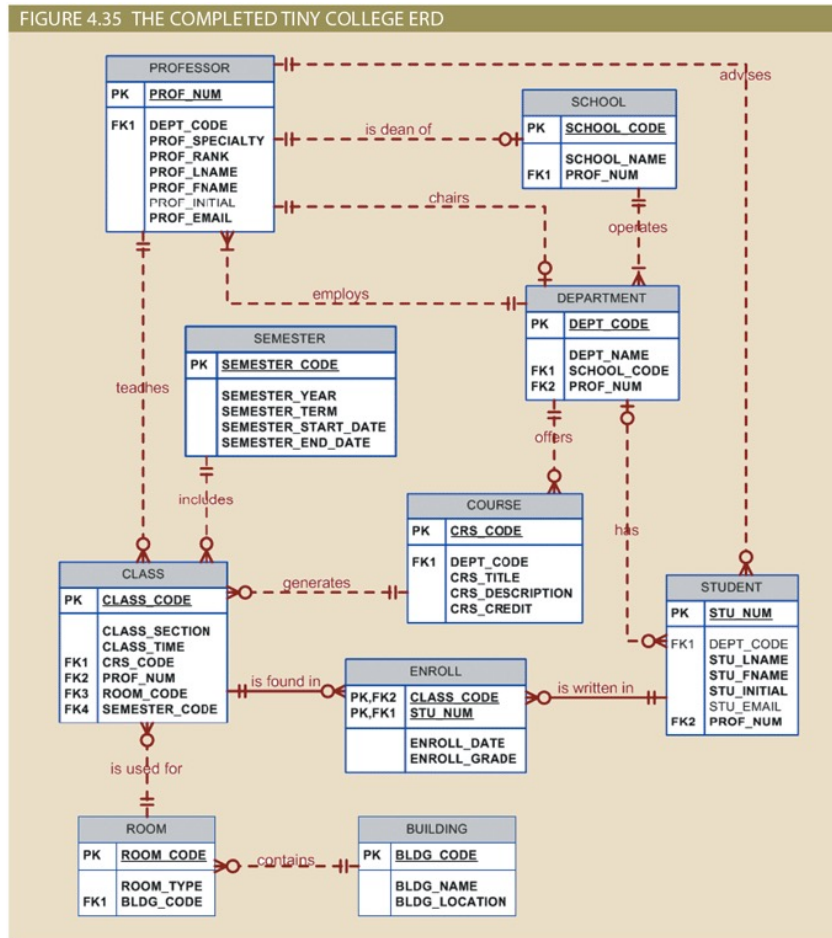 FIGURE 4.35 THE COMPLETED TINY COLLEGE ERD
PROFESSOR
PK PROF_NUM
FK1 DEPT_CODE
PROF_SPECIALTY
PROF_RANK
PROF_LNAME
PROF_FNAME
PROF_INITIAL
PROF_EMAIL
advises
is dean of
SCHOOL
PK SCHOOL_CODE
SCHOOL_NAME
FK1 PROF_NUM
chairs
operates
employs
DEPARTMENT
PK DEPT_CODE
DEPT_NAME
FK1 SCHOOL_CODE
FK2 PROF_NUM
SEMESTER
PK SEMESTER_CODE
SEMESTER_YEAR
SEMESTER_TERM
SEMESTER_START_DATE
SEMESTER_END_DATE
teaches
includes
offers
has
COURSE
PK CRS_CODE
FK1 DEPT_CODE
CRS_TITLE
CRS_DESCRIPTION
CRS_CREDIT
generates
CLASS
PK CLASS_CODE
CLASS_SECTION
CLASS_TIME
FK1 CRS_CODE
FK2 PROF_NUM
FK3 ROOM_CODE
FK4 SEMESTER_CODE
STUDENT
PK STU_NUM
FK1 DEPT_CODE
STU_LNAME
STU_FNAME
STU_INITIAL
STU_EMAIL
FK2 PROF_NUM
is found in
ENROLL
PK,FK2 CLASS_CODE
PK,FK1 STU_NUM
ENROLL_DATE
ENROLL_GRADE
is written in
is used for
ROOM
PK ROOM_CODE
ROOM_TYPE
FK1 BLDG_CODE
contains
BUILDING
PK BLDG_CODE
BLDG_NAME
BLDG_LOCATION